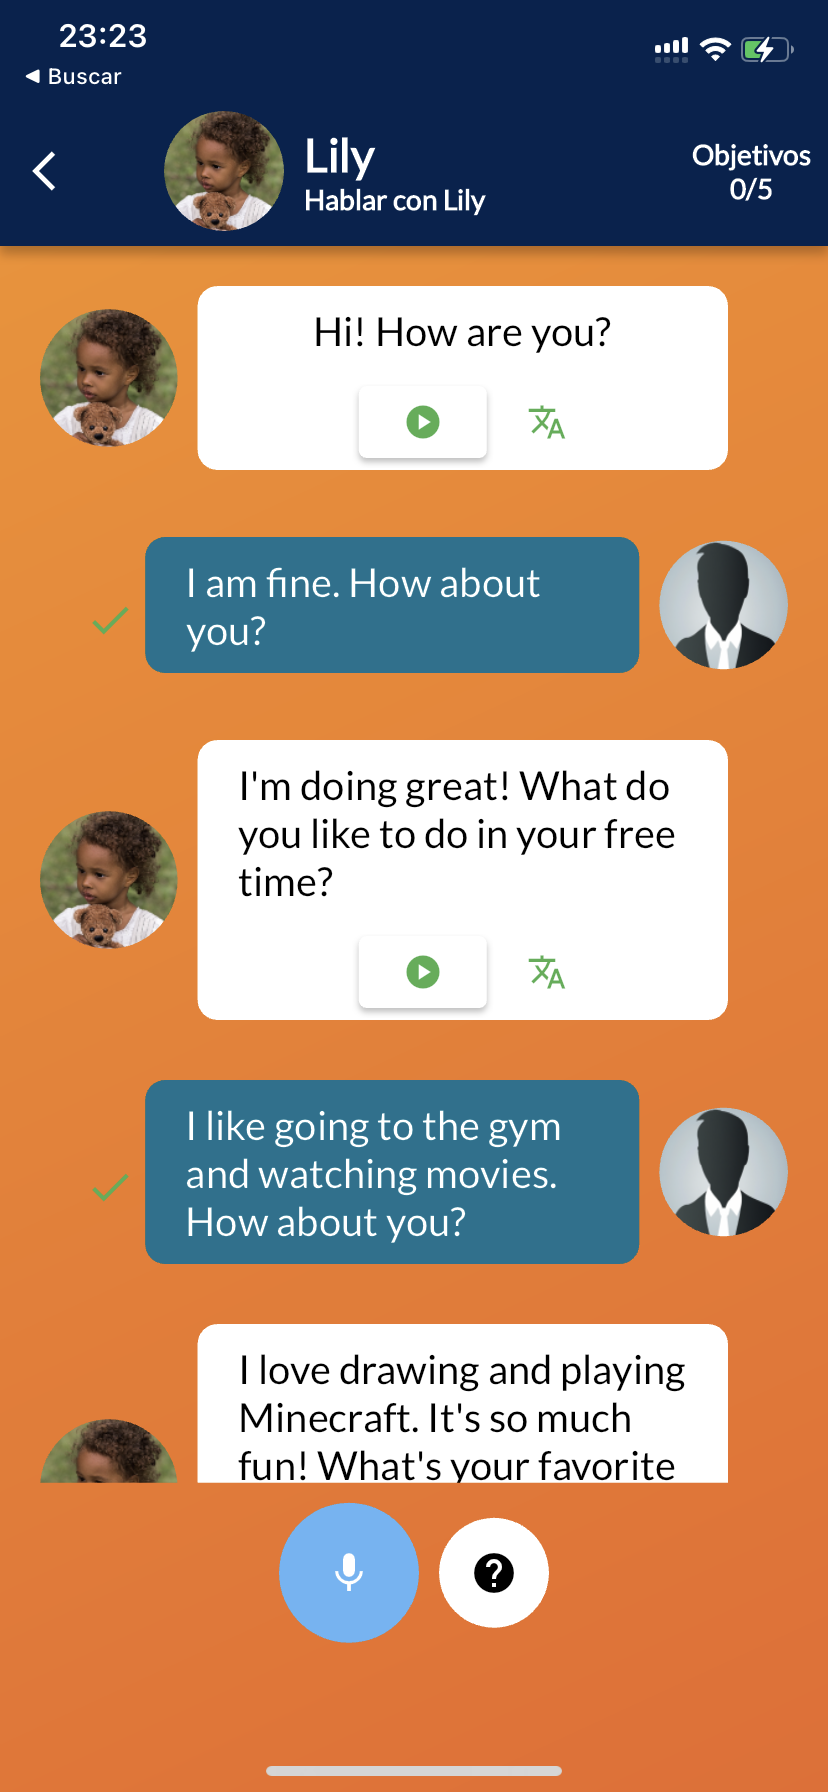 23:23
◀ Buscar
Lily
Hablar con Lily
Objetivos
0/5
Hi! How are you?
I am fine. How about
you?
I'm doing great! What do
you like to do in your free
time?
I like going to the gym
and watching movies.
How about you?
I love drawing and playing
Minecraft. It's so much
fun! What's your favorite